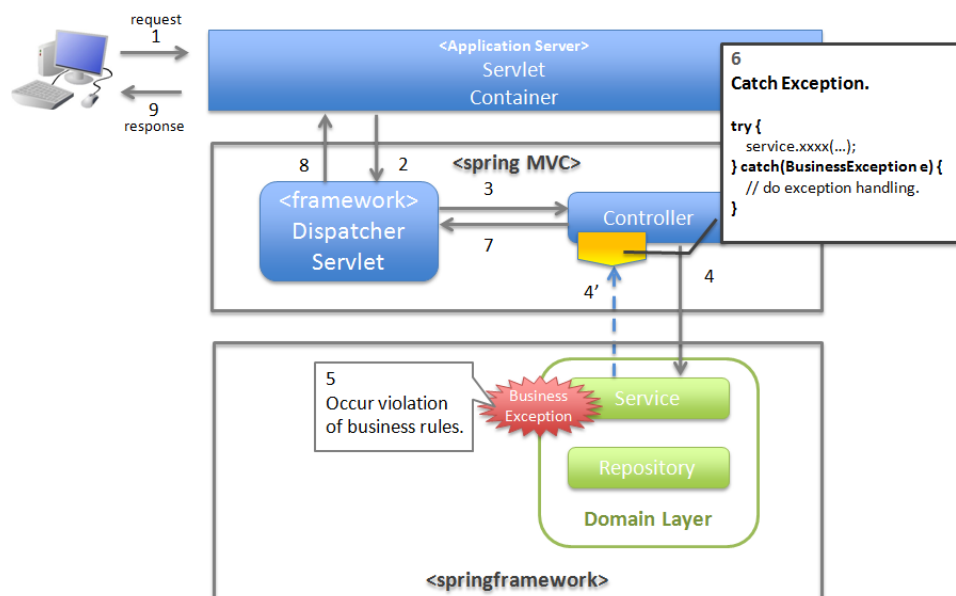 request
1
9
response
<Application Server>
Servlet
Container
6
Catch Exception.
try {
service.xxxx(…);
} catch(BusinessException e) {
// do exception handling.
}
8
2
<spring MVC>
3
<framework>
Dispatcher
Servlet
Controller
7
4’
4
5
Occur violation
of business rules.
Business
Exception
Service
Repository
Domain Layer
<springframework>